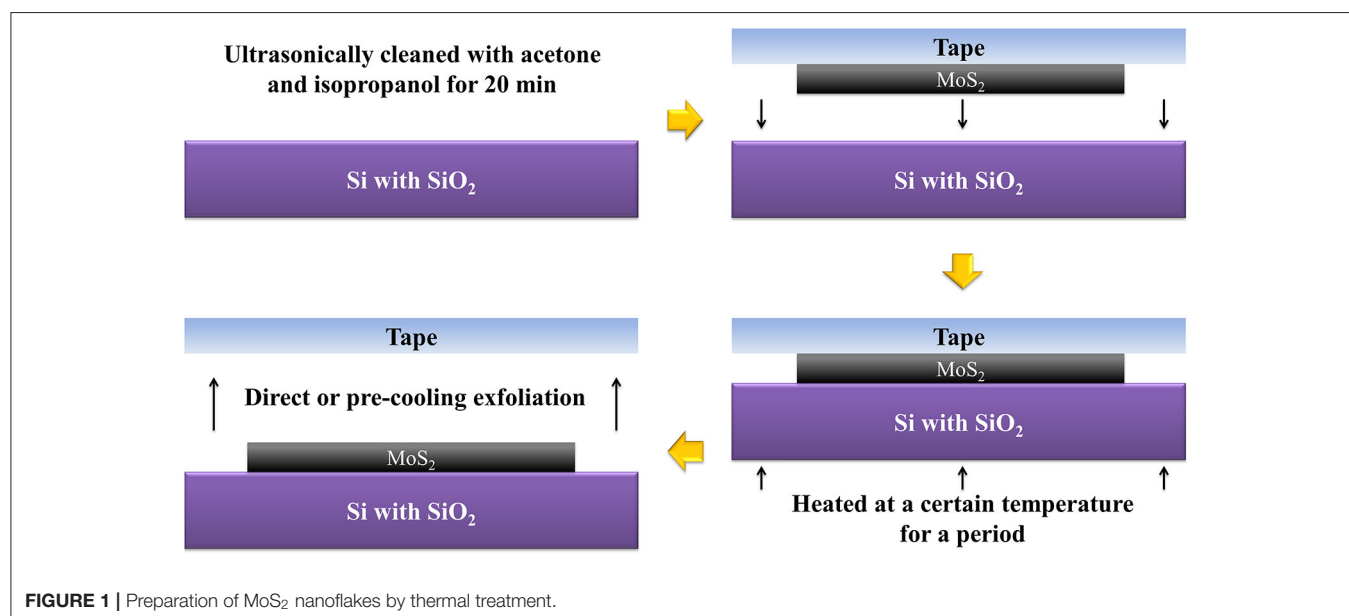 Ultrasonically cleaned with acetone
and isopropanol for 20 min
Si with SiO₂
Tape
MoS₂
Si with SiO₂
Tape
MoS₂
Si with SiO₂
Heated at a certain temperature
for a period
Tape
Direct or pre-cooling exfoliation
MoS₂
Si with SiO₂
FIGURE 1 | Preparation of MoS₂ nanoflakes by thermal treatment.